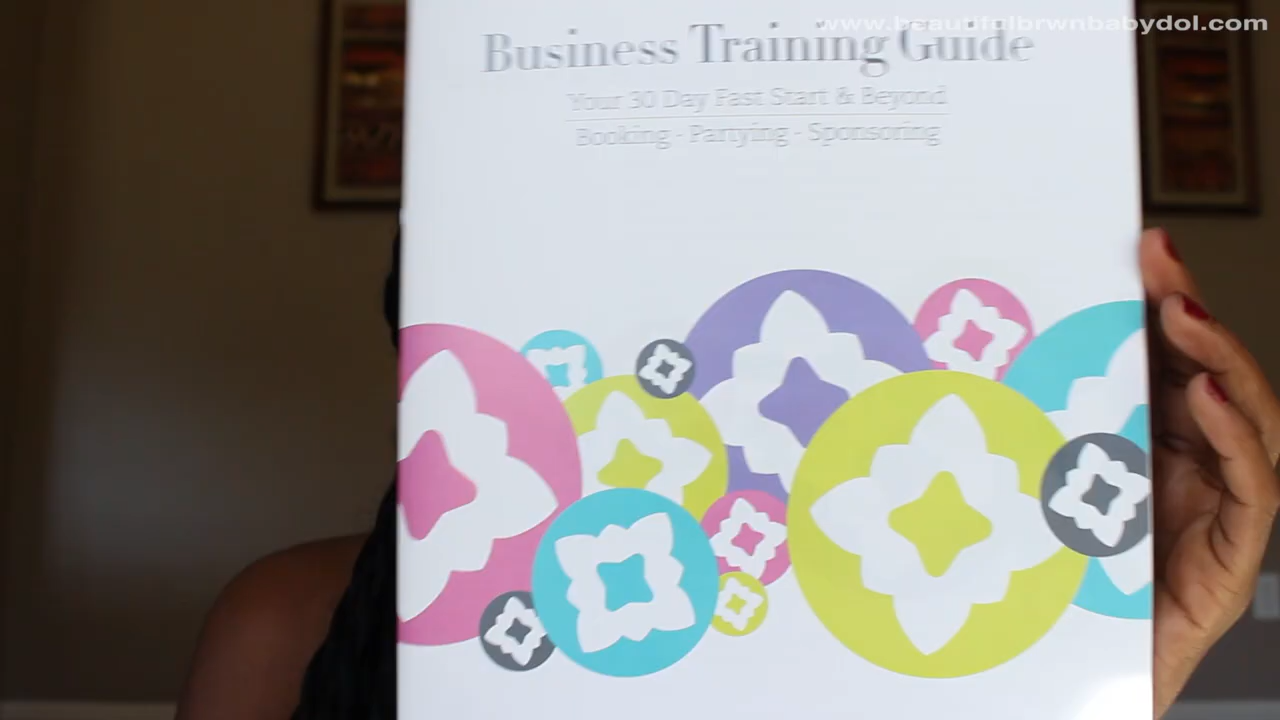 www.beautifulbrwnbabydol.com
Business Training Guide
Your 30 Day Fast Start & Beyond
Booking - Partying - Sponsoring